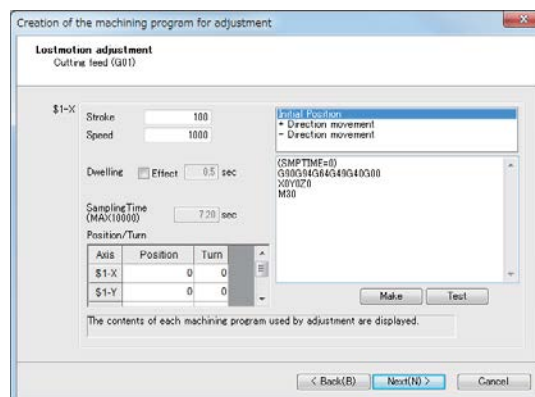 Creation of the machining program for adjustment
Lostmotion adjustment
Cutting feed (G01)
$1-X
Stroke 100
Speed 1000
Dwelling Effect 0.5 sec
SamplingTime
(MAX10000) 7.20 sec
Position/Turn
Axis Position Turn
$1-X 0 0
$1-Y 0 0
Initial Position
+ Direction movement
- Direction movement
(SMPTIME=0)
G90G94G64G49G40G00
X0Y0Z0
M30
Make Test
The contents of each machining program used by adjustment are displayed.
< Back(B) Next(N) > Cancel